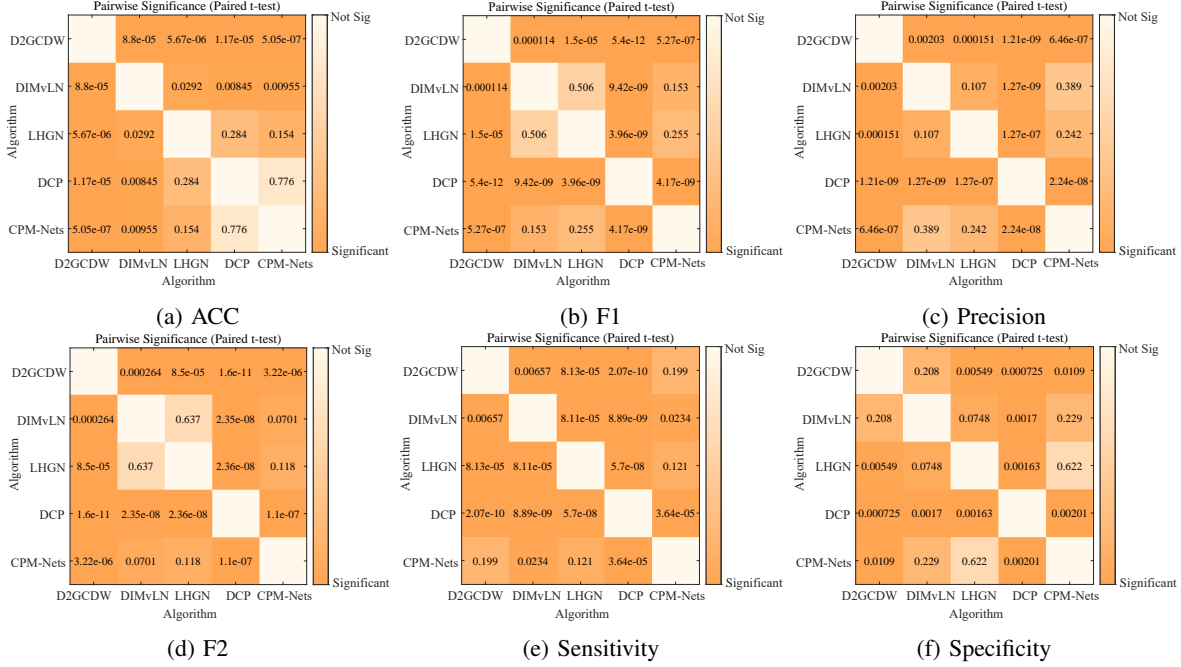 Pairwise Significance (Paired t-test)
Not Sig
D2GCDW
8.8e-05 5.67e-06 1.17e-05 5.05e-07
DIMvLN
8.8e-05 0.0292 0.00845 0.00955
LHGN
5.67e-06 0.0292 0.284 0.154
DCP
1.17e-05 0.00845 0.284 0.776
CPM-Nets
5.05e-07 0.00955 0.154 0.776
Algorithm
Significant
D2GCDW DIMvLN LHGN DCP CPM-Nets
Algorithm
(a) ACC
Pairwise Significance (Paired t-test)
Not Sig
D2GCDW
0.000114 1.5e-05 5.4e-12 5.27e-07
DIMvLN
0.000114 0.506 9.42e-09 0.153
LHGN
1.5e-05 0.506 3.96e-09 0.255
DCP
5.4e-12 9.42e-09 3.96e-09 4.17e-09
CPM-Nets
5.27e-07 0.153 0.255 4.17e-09
Algorithm
Significant
D2GCDW DIMvLN LHGN DCP CPM-Nets
Algorithm
(b) F1
Pairwise Significance (Paired t-test)
Not Sig
D2GCDW
0.00203 0.000151 1.21e-09 6.46e-07
DIMvLN
0.00203 0.107 1.27e-09 0.389
LHGN
0.000151 0.107 1.27e-07 0.242
DCP
1.21e-09 1.27e-09 1.27e-07 2.24e-08
CPM-Nets
6.46e-07 0.389 0.242 2.24e-08
Algorithm
Significant
D2GCDW DIMvLN LHGN DCP CPM-Nets
Algorithm
(c) Precision
Pairwise Significance (Paired t-test)
Not Sig
D2GCDW
0.000264 8.5e-05 1.6e-11 3.22e-06
DIMvLN
0.000264 0.637 2.35e-08 0.0701
LHGN
8.5e-05 0.637 2.36e-08 0.118
DCP
1.6e-11 2.35e-08 2.36e-08 1.1e-07
CPM-Nets
3.22e-06 0.0701 0.118 1.1e-07
Algorithm
Significant
D2GCDW DIMvLN LHGN DCP CPM-Nets
Algorithm
(d) F2
Pairwise Significance (Paired t-test)
Not Sig
D2GCDW
0.00657 8.13e-05 2.07e-10 0.199
DIMvLN
0.00657 8.11e-05 8.89e-09 0.0234
LHGN
8.13e-05 8.11e-05 5.7e-08 0.121
DCP
2.07e-10 8.89e-09 5.7e-08 3.64e-05
CPM-Nets
0.199 0.0234 0.121 3.64e-05
Algorithm
Significant
D2GCDW DIMvLN LHGN DCP CPM-Nets
Algorithm
(e) Sensitivity
Pairwise Significance (Paired t-test)
Not Sig
D2GCDW
0.208 0.00549 0.000725 0.0109
DIMvLN
0.208 0.0748 0.0017 0.229
LHGN
0.00549 0.0748 0.00163 0.622
DCP
0.000725 0.0017 0.00163 0.00201
CPM-Nets
0.0109 0.229 0.622 0.00201
Algorithm
Significant
D2GCDW DIMvLN LHGN DCP CPM-Nets
Algorithm
(f) Specificity